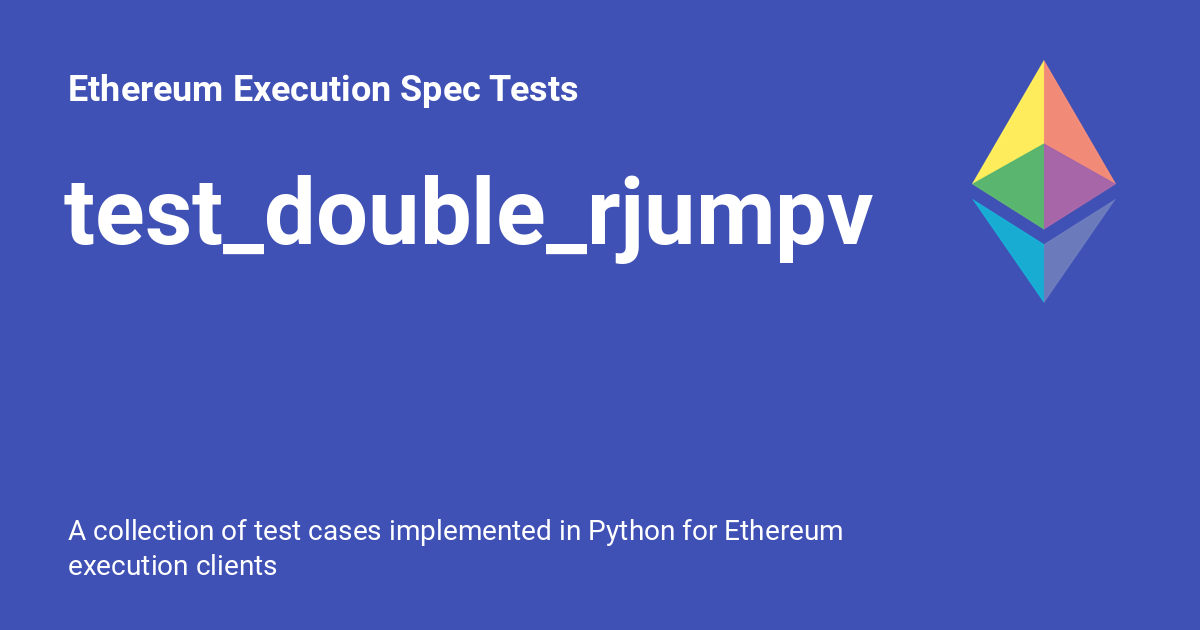 Ethereum Execution Spec Tests
test_double_rjumpv
A collection of test cases implemented in Python for Ethereum
execution clients